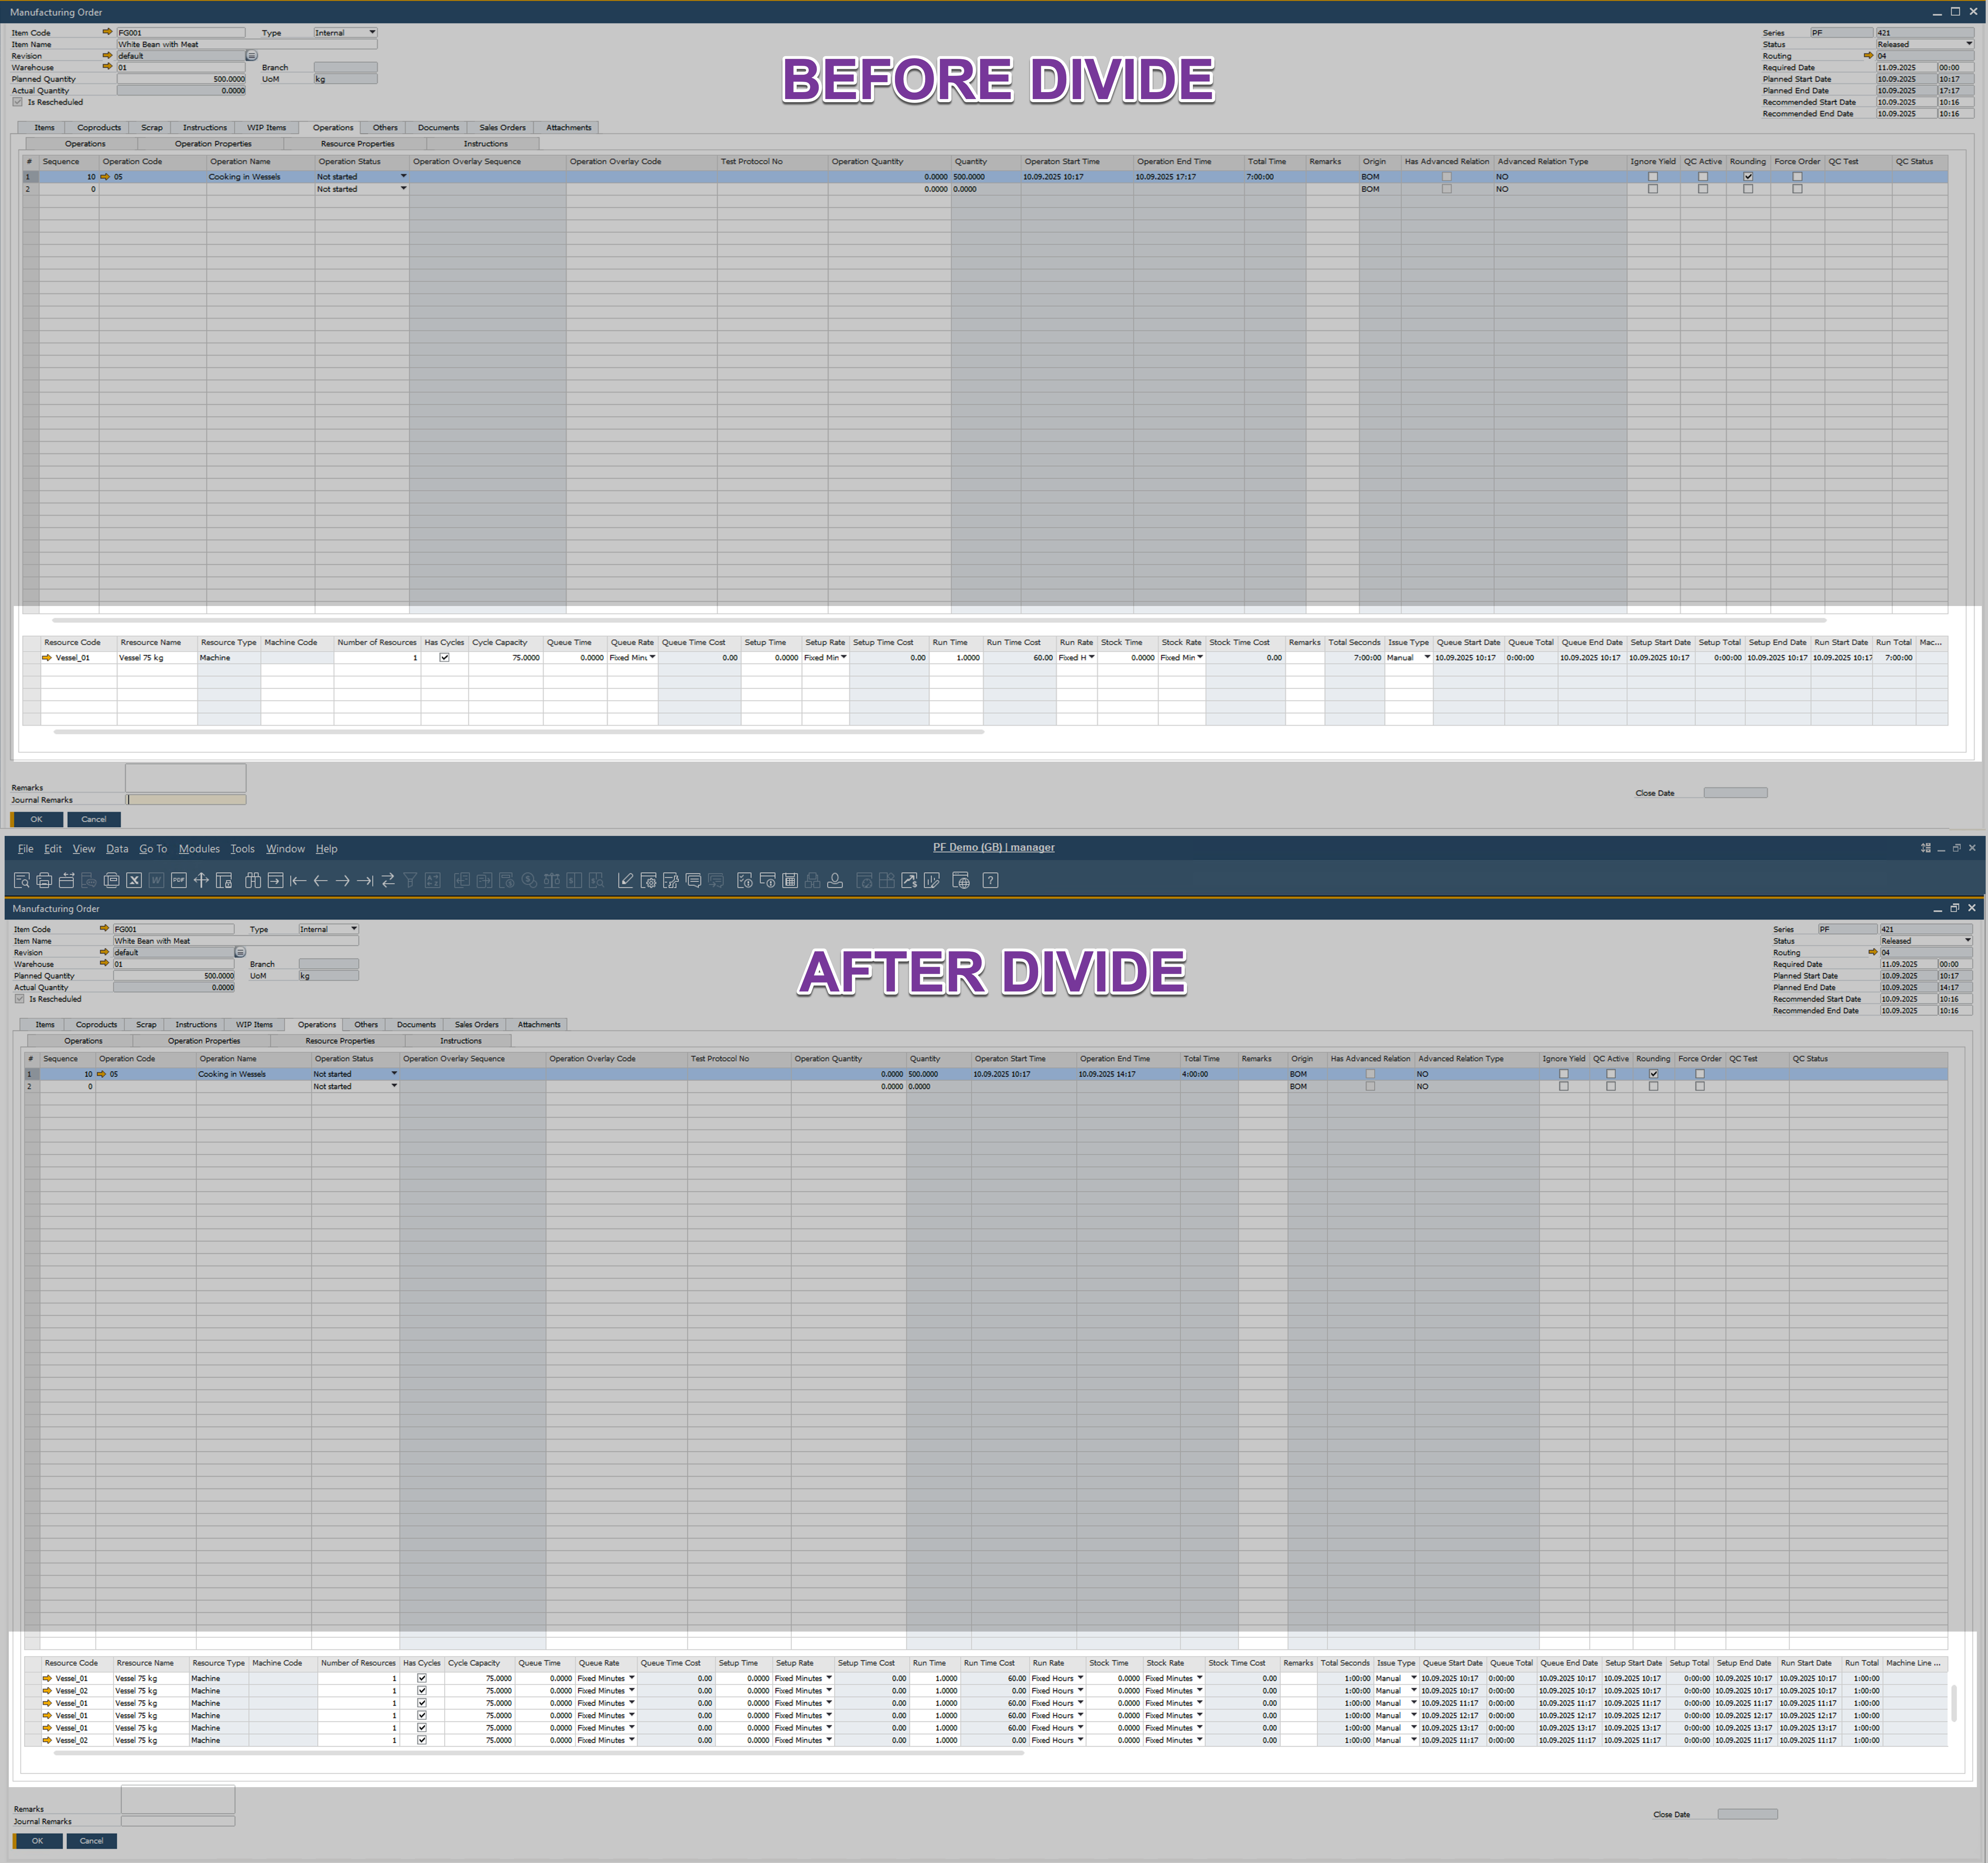 Manufacturing Order
Item Code FG001 Type Internal Series PF 421
Item Name White Bean with Meat Status Released
Revision default Routing 04
Warehouse 01 Branch Required Date 11.09.2025 00:00
Planned Quantity 500.0000 UoM kg Planned Start Date 10.09.2025 10:17
Actual Quantity 0.0000 Planned End Date 10.09.2025 17:17
Is Rescheduled Recommended Start Date 10.09.2025 10:16
Recommended End Date 10.09.2025 10:16
BEFORE DIVIDE
Items Coproducts Scrap Instructions WIP Items Operations Others Documents Sales Orders Attachments
Operations Operation Properties Resource Properties Instructions
# Sequence Operation Code Operation Name Operation Status Operation Overlay Sequence Operation Overlay Code Test Protocol No Operation Quantity Quantity Operaton Start Time Operation End Time Total Time Remarks Origin Has Advanced Relation Advanced Relation Type Ignore Yield QC Active Rounding Force Order QC Test QC Status
1 10 05 Cooking in Wessels Not started 0.0000 500.0000 10.09.2025 10:17 10.09.2025 17:17 7:00:00 BOM NO
2 0 Not started 0.0000 0.0000 BOM NO
Resource Code Rresource Name Resource Type Machine Code Number of Resources Has Cycles Cycle Capacity Queue Time Queue Rate Queue Time Cost Setup Time Setup Rate Setup Time Cost Run Time Run Time Cost Run Rate Stock Time Stock Rate Stock Time Cost Remarks Total Seconds Issue Type Queue Start Date Queue Total Queue End Date Setup Start Date Setup Total Setup End Date Run Start Date Run Total Mac...
Vessel_01 Vessel 75 kg Machine 1 75.0000 0.0000 Fixed Minu 0.00 0.0000 Fixed Min 0.00 1.0000 60.00 Fixed H 0.0000 Fixed Min 0.00 7:00:00 Manual 10.09.2025 10:17 0:00:00 10.09.2025 10:17 10.09.2025 10:17 0:00:00 10.09.2025 10:17 10.09.2025 10:17 7:00:00
Remarks
Journal Remarks Close Date
OK Cancel
File Edit View Data Go To Modules Tools Window Help PF Demo (GB) | manager
Manufacturing Order
Item Code FG001 Type Internal Series PF 421
Item Name White Bean with Meat Status Released
Revision default Routing 04
Warehouse 01 Branch Required Date 11.09.2025 00:00
Planned Quantity 500.0000 UoM kg Planned Start Date 10.09.2025 10:17
Actual Quantity 0.0000 Planned End Date 10.09.2025 14:17
Is Rescheduled Recommended Start Date 10.09.2025 10:16
Recommended End Date 10.09.2025 10:16
AFTER DIVIDE
Items Coproducts Scrap Instructions WIP Items Operations Others Documents Sales Orders Attachments
Operations Operation Properties Resource Properties Instructions
# Sequence Operation Code Operation Name Operation Status Operation Overlay Sequence Operation Overlay Code Test Protocol No Operation Quantity Quantity Operaton Start Time Operation End Time Total Time Remarks Origin Has Advanced Relation Advanced Relation Type Ignore Yield QC Active Rounding Force Order QC Test QC Status
1 10 05 Cooking in Wessels Not started 0.0000 500.0000 10.09.2025 10:17 10.09.2025 14:17 4:00:00 BOM NO
2 0 Not started 0.0000 0.0000 BOM NO
Resource Code Rresource Name Resource Type Machine Code Number of Resources Has Cycles Cycle Capacity Queue Time Queue Rate Queue Time Cost Setup Time Setup Rate Setup Time Cost Run Time Run Time Cost Run Rate Stock Time Stock Rate Stock Time Cost Remarks Total Seconds Issue Type Queue Start Date Queue Total Queue End Date Setup Start Date Setup Total Setup End Date Run Start Date Run Total Machine Line ...
Vessel_01 Vessel 75 kg Machine 1 75.0000 0.0000 Fixed Minutes 0.00 0.0000 Fixed Minutes 0.00 1.0000 60.00 Fixed Hours 0.0000 Fixed Minutes 0.00 1:00:00 Manual 10.09.2025 10:17 0:00:00 10.09.2025 10:17 10.09.2025 10:17 0:00:00 10.09.2025 10:17 10.09.2025 10:17 1:00:00
Vessel_02 Vessel 75 kg Machine 1 75.0000 0.0000 Fixed Minutes 0.00 0.0000 Fixed Minutes 0.00 1.0000 0.00 Fixed Hours 0.0000 Fixed Minutes 0.00 1:00:00 Manual 10.09.2025 10:17 0:00:00 10.09.2025 10:17 10.09.2025 10:17 0:00:00 10.09.2025 10:17 10.09.2025 10:17 1:00:00
Vessel_01 Vessel 75 kg Machine 1 75.0000 0.0000 Fixed Minutes 0.00 0.0000 Fixed Minutes 0.00 1.0000 60.00 Fixed Hours 0.0000 Fixed Minutes 0.00 1:00:00 Manual 10.09.2025 11:17 0:00:00 10.09.2025 11:17 10.09.2025 11:17 0:00:00 10.09.2025 11:17 10.09.2025 11:17 1:00:00
Vessel_01 Vessel 75 kg Machine 1 75.0000 0.0000 Fixed Minutes 0.00 0.0000 Fixed Minutes 0.00 1.0000 60.00 Fixed Hours 0.0000 Fixed Minutes 0.00 1:00:00 Manual 10.09.2025 12:17 0:00:00 10.09.2025 12:17 10.09.2025 12:17 0:00:00 10.09.2025 12:17 10.09.2025 12:17 1:00:00
Vessel_01 Vessel 75 kg Machine 1 75.0000 0.0000 Fixed Minutes 0.00 0.0000 Fixed Minutes 0.00 1.0000 60.00 Fixed Hours 0.0000 Fixed Minutes 0.00 1:00:00 Manual 10.09.2025 13:17 0:00:00 10.09.2025 13:17 10.09.2025 13:17 0:00:00 10.09.2025 13:17 10.09.2025 13:17 1:00:00
Vessel_02 Vessel 75 kg Machine 1 75.0000 0.0000 Fixed Minutes 0.00 0.0000 Fixed Minutes 0.00 1.0000 0.00 Fixed Hours 0.0000 Fixed Minutes 0.00 1:00:00 Manual 10.09.2025 11:17 0:00:00 10.09.2025 11:17 10.09.2025 11:17 0:00:00 10.09.2025 11:17 10.09.2025 11:17 1:00:00
Remarks
Journal Remarks Close Date
OK Cancel